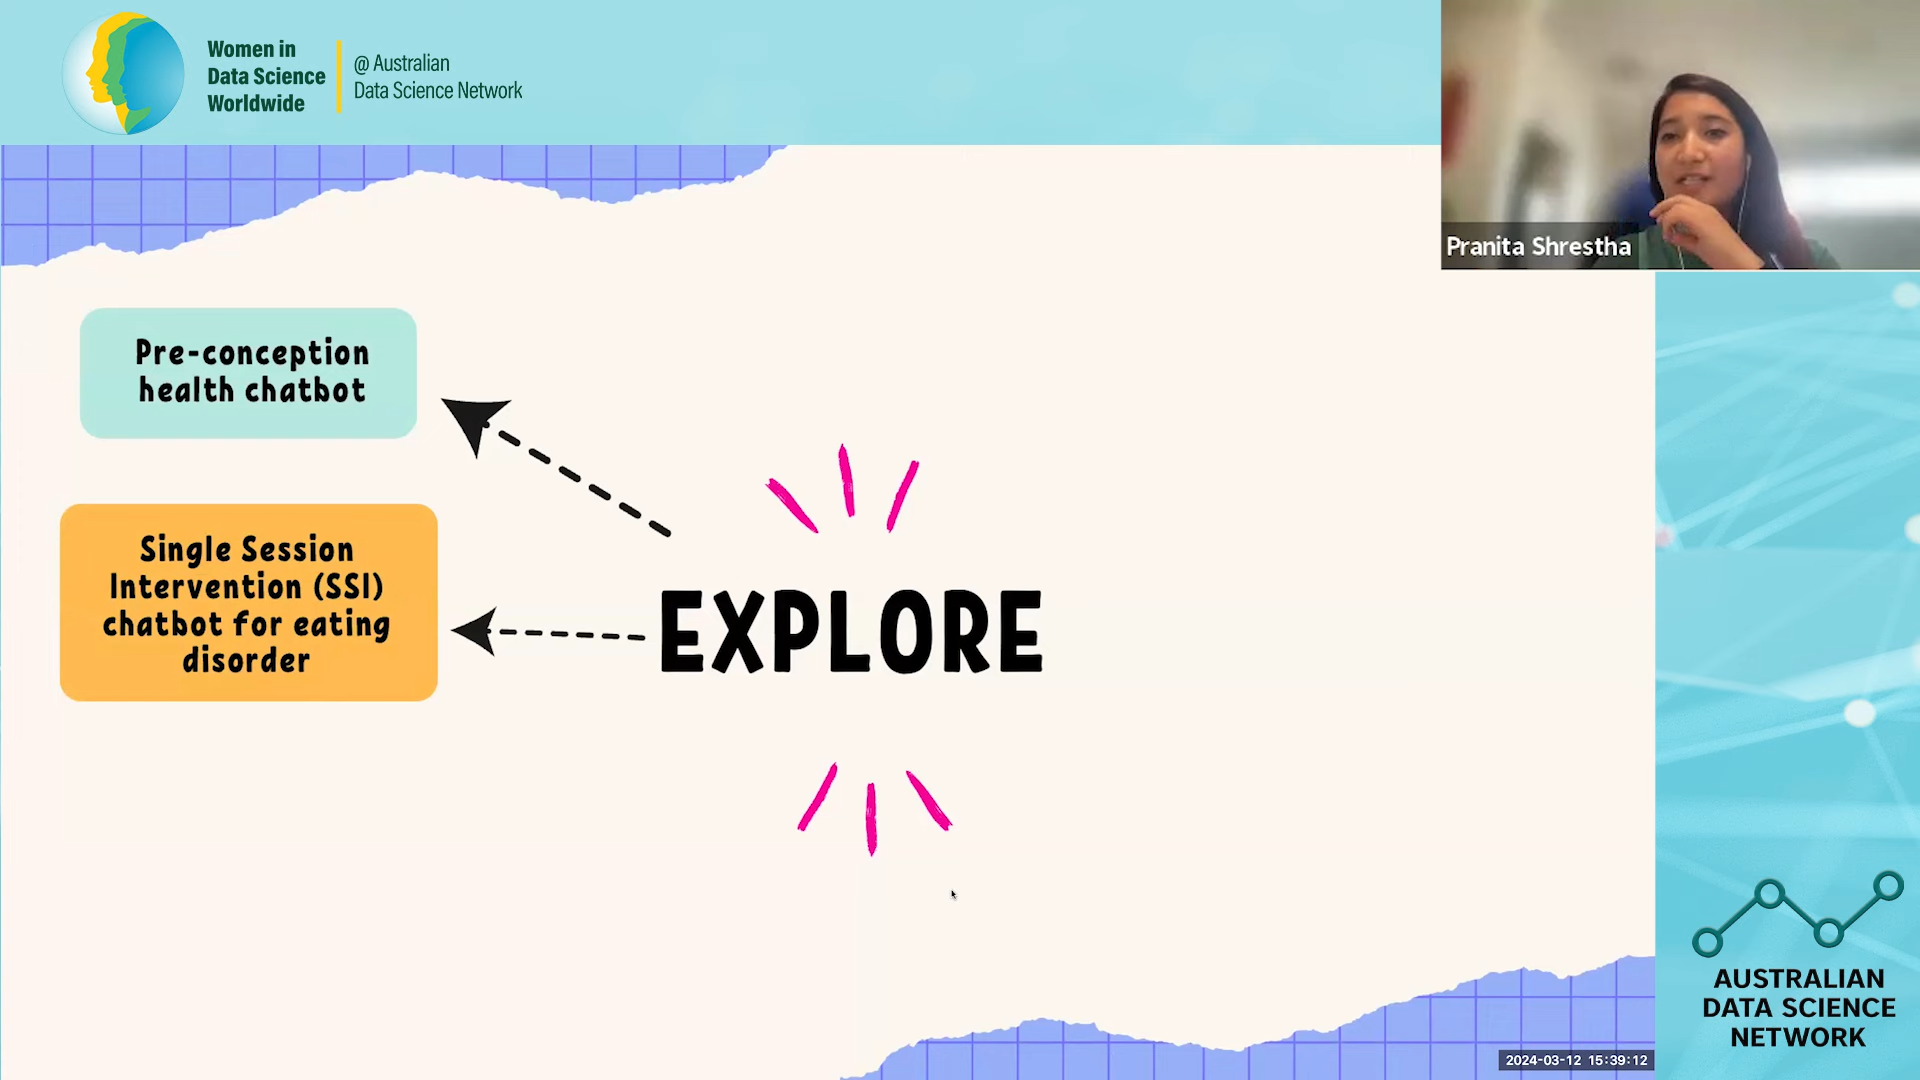 Women in
Data Science
Worldwide
@ Australian
Data Science Network
Pranita Shrestha
Pre-conception
health chatbot
Single Session
Intervention (SSI)
chatbot for eating
disorder
EXPLORE
AUSTRALIAN
DATA SCIENCE
NETWORK
2024-03-12 15:39:12